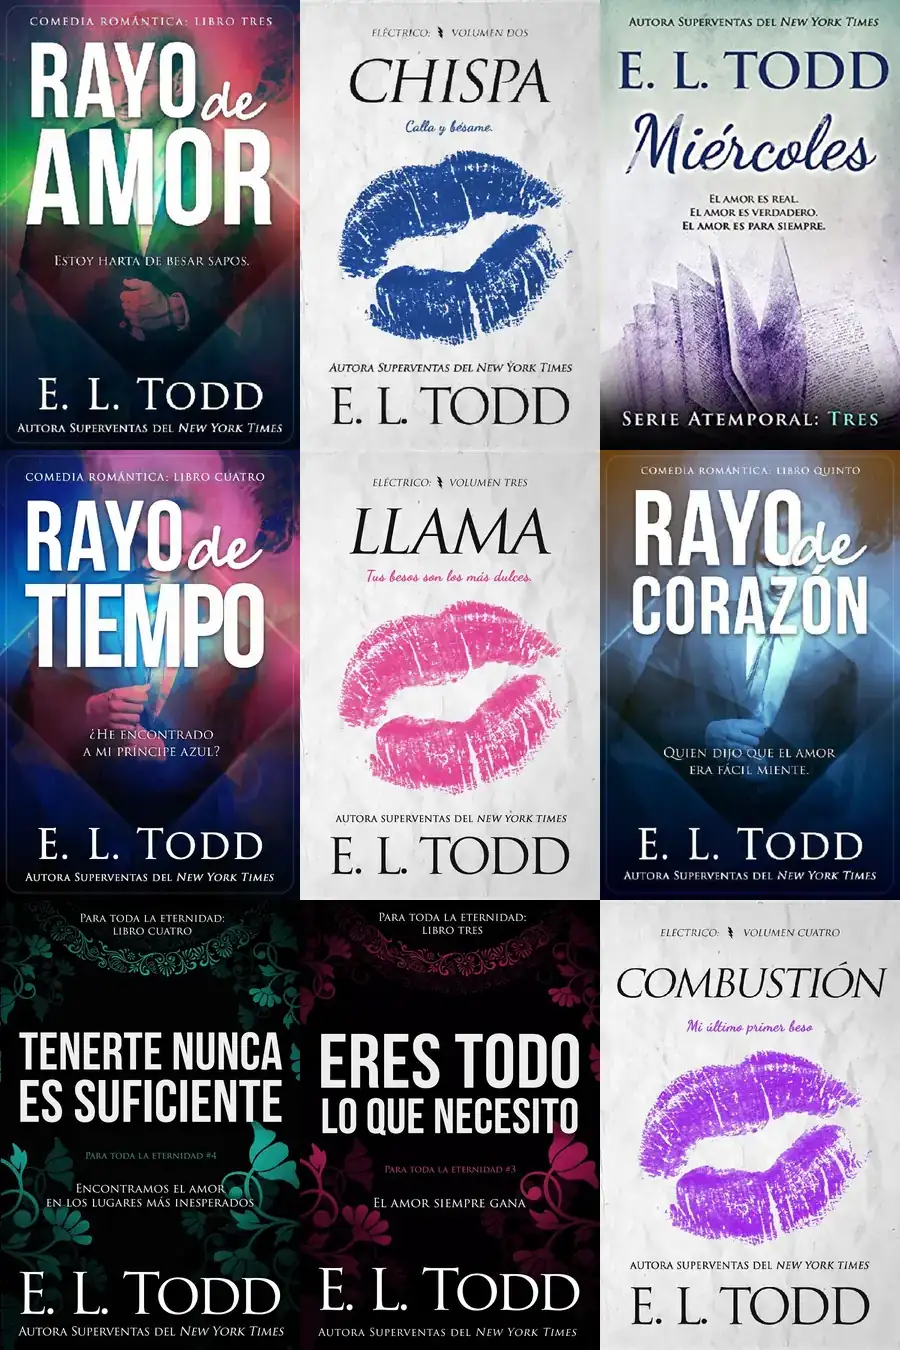 COMEDIA ROMÁNTICA: LIBRO TRES
RAYO de
AMOR
ESTOY HARTA DE BESAR SAPOS.
E. L. TODD
AUTORA SUPERVENTAS DEL NEW YORK TIMES
ELÉCTRICO: VOLUMEN DOS
CHISPA
Calla y bésame.
AUTORA SUPERVENTAS DEL NEW YORK TIMES
E. L. TODD
AUTORA SUPERVENTAS DEL NEW YORK TIMES
E. L. TODD
Miércoles
EL AMOR ES REAL.
EL AMOR ES VERDADERO.
EL AMOR ES PARA SIEMPRE.
SERIE ATEMPORAL: TRES
COMEDIA ROMÁNTICA: LIBRO CUATRO
RAYO de
TIEMPO
¿HE ENCONTRADO
A MI PRÍNCIPE AZUL?
E. L. TODD
AUTORA SUPERVENTAS DEL NEW YORK TIMES
ELÉCTRICO: VOLUMEN TRES
LLAMA
Tus besos son los más dulces.
AUTORA SUPERVENTAS DEL NEW YORK TIMES
E. L. TODD
COMEDIA ROMÁNTICA: LIBRO QUINTO
RAYO de
CORAZÓN
QUIEN DIJO QUE EL AMOR
ERA FÁCIL MIENTE.
E. L. TODD
AUTORA SUPERVENTAS DEL NEW YORK TIMES
PARA TODA LA ETERNIDAD:
LIBRO CUATRO
TENERTE NUNCA
ES SUFICIENTE
PARA TODA LA ETERNIDAD #4
ENCONTRAMOS EL AMOR
EN LOS LUGARES MÁS INESPERADOS
E. L. TODD
AUTORA SUPERVENTAS DEL NEW YORK TIMES
PARA TODA LA ETERNIDAD:
LIBRO TRES
ERES TODO
LO QUE NECESITO
PARA TODA LA ETERNIDAD #3
EL AMOR SIEMPRE GANA
E. L. TODD
AUTORA SUPERVENTAS DEL NEW YORK TIMES
ELÉCTRICO: VOLUMEN CUATRO
COMBUSTIÓN
Mi último primer beso
AUTORA SUPERVENTAS DEL NEW YORK TIMES
E. L. TODD